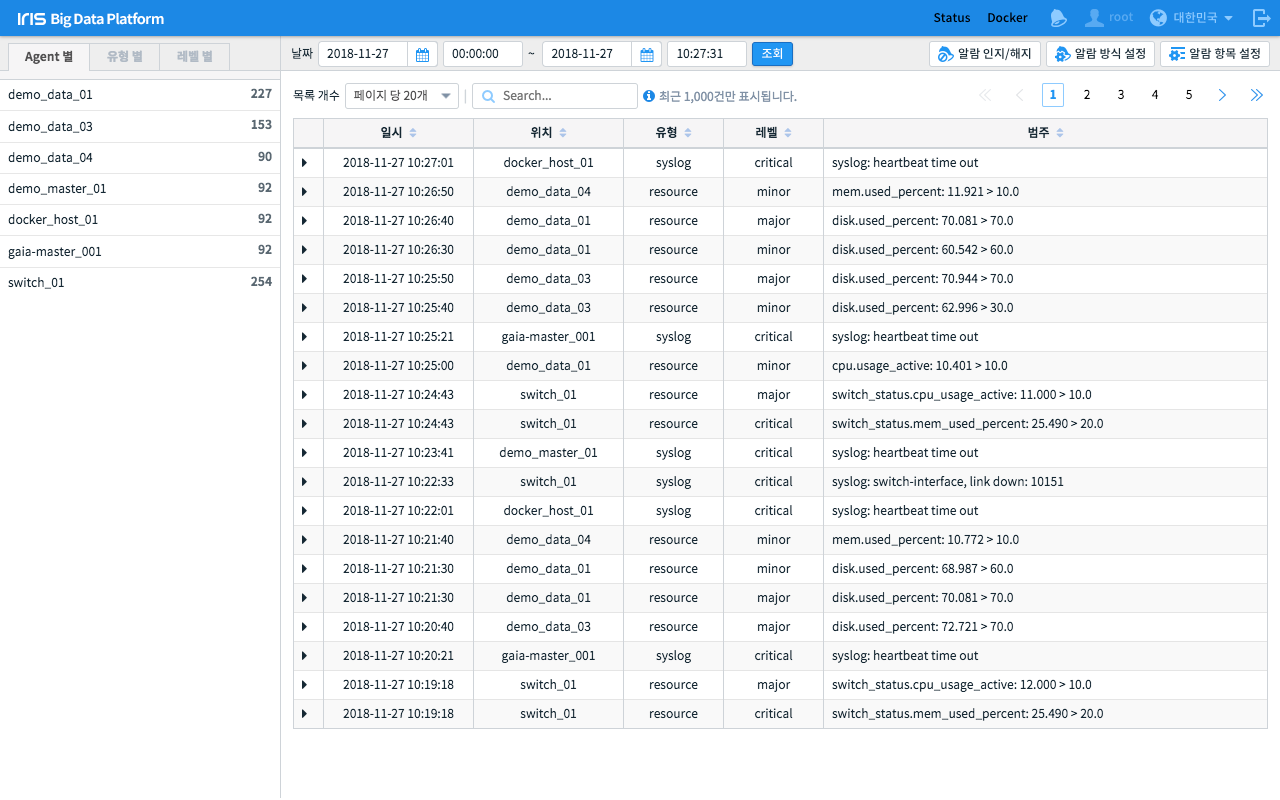 IRIS Big Data Platform Status Docker root 대한민국
Agent 별 유형 별 레벨 별
날짜 2018-11-27 00:00:00 ~ 2018-11-27 10:27:31 조회 알람 인지/해지 알람 방식 설정 알람 항목 설정
demo_data_01 227
demo_data_03 153
demo_data_04 90
demo_master_01 92
docker_host_01 92
gaia-master_001 92
switch_01 254
목록 개수 페이지 당 20개 Search... 최근 1,000건만 표시됩니다. 1 2 3 4 5
일시 위치 유형 레벨 범주
2018-11-27 10:27:01 docker_host_01 syslog critical syslog: heartbeat time out
2018-11-27 10:26:50 demo_data_04 resource minor mem.used_percent: 11.921 > 10.0
2018-11-27 10:26:40 demo_data_01 resource major disk.used_percent: 70.081 > 70.0
2018-11-27 10:26:30 demo_data_01 resource minor disk.used_percent: 60.542 > 60.0
2018-11-27 10:25:50 demo_data_03 resource major disk.used_percent: 70.944 > 70.0
2018-11-27 10:25:40 demo_data_03 resource minor disk.used_percent: 62.996 > 30.0
2018-11-27 10:25:21 gaia-master_001 syslog critical syslog: heartbeat time out
2018-11-27 10:25:00 demo_data_01 resource minor cpu.usage_active: 10.401 > 10.0
2018-11-27 10:24:43 switch_01 resource major switch_status.cpu_usage_active: 11.000 > 10.0
2018-11-27 10:24:43 switch_01 resource critical switch_status.mem_used_percent: 25.490 > 20.0
2018-11-27 10:23:41 demo_master_01 syslog critical syslog: heartbeat time out
2018-11-27 10:22:33 switch_01 syslog critical syslog: switch-interface, link down: 10151
2018-11-27 10:22:01 docker_host_01 syslog critical syslog: heartbeat time out
2018-11-27 10:21:40 demo_data_04 resource minor mem.used_percent: 10.772 > 10.0
2018-11-27 10:21:30 demo_data_01 resource minor disk.used_percent: 68.987 > 60.0
2018-11-27 10:21:30 demo_data_01 resource major disk.used_percent: 70.081 > 70.0
2018-11-27 10:20:40 demo_data_03 resource major disk.used_percent: 72.721 > 70.0
2018-11-27 10:20:21 gaia-master_001 syslog critical syslog: heartbeat time out
2018-11-27 10:19:18 switch_01 resource major switch_status.cpu_usage_active: 12.000 > 10.0
2018-11-27 10:19:18 switch_01 resource critical switch_status.mem_used_percent: 25.490 > 20.0